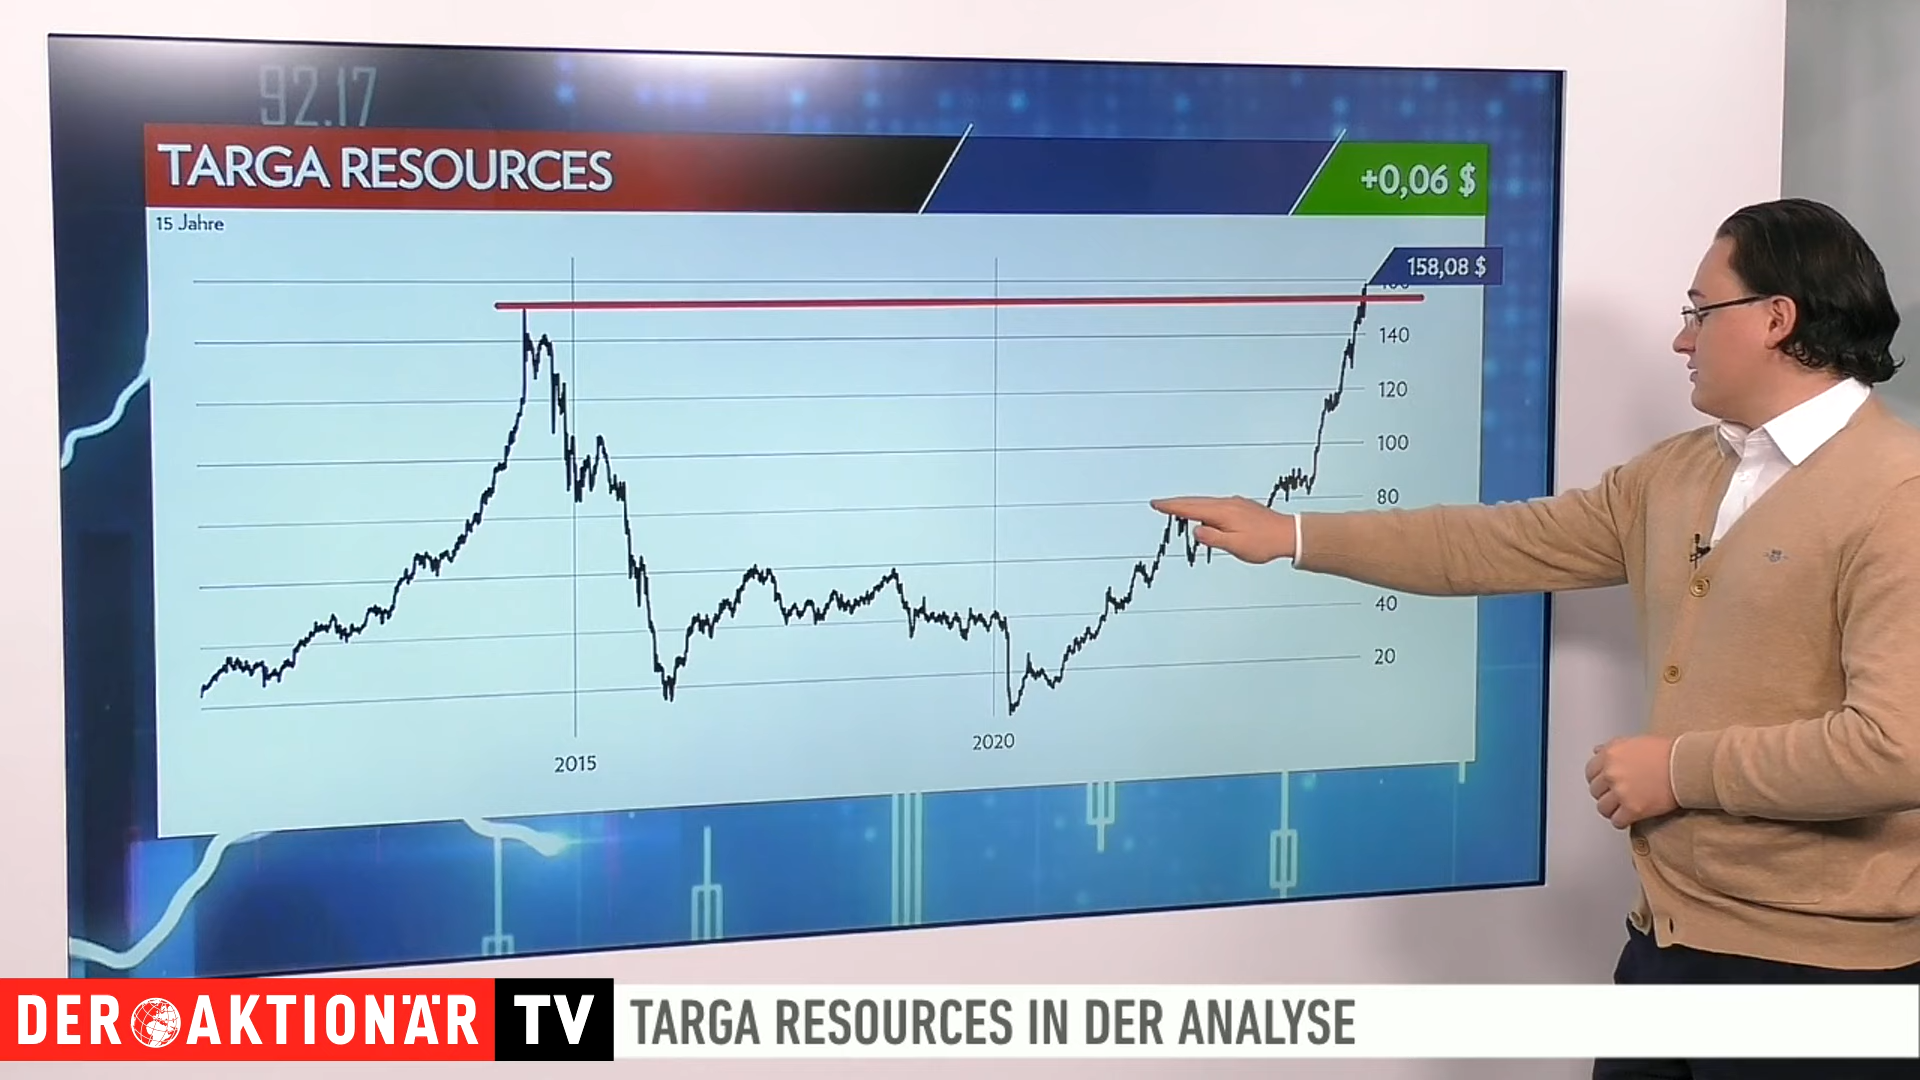 92.17
TARGA RESOURCES
+0,06 $
15 Jahre
158,08 $
140
120
100
80
40
20
2015
2020
DER AKTIONÄR TV
TARGA RESOURCES IN DER ANALYSE